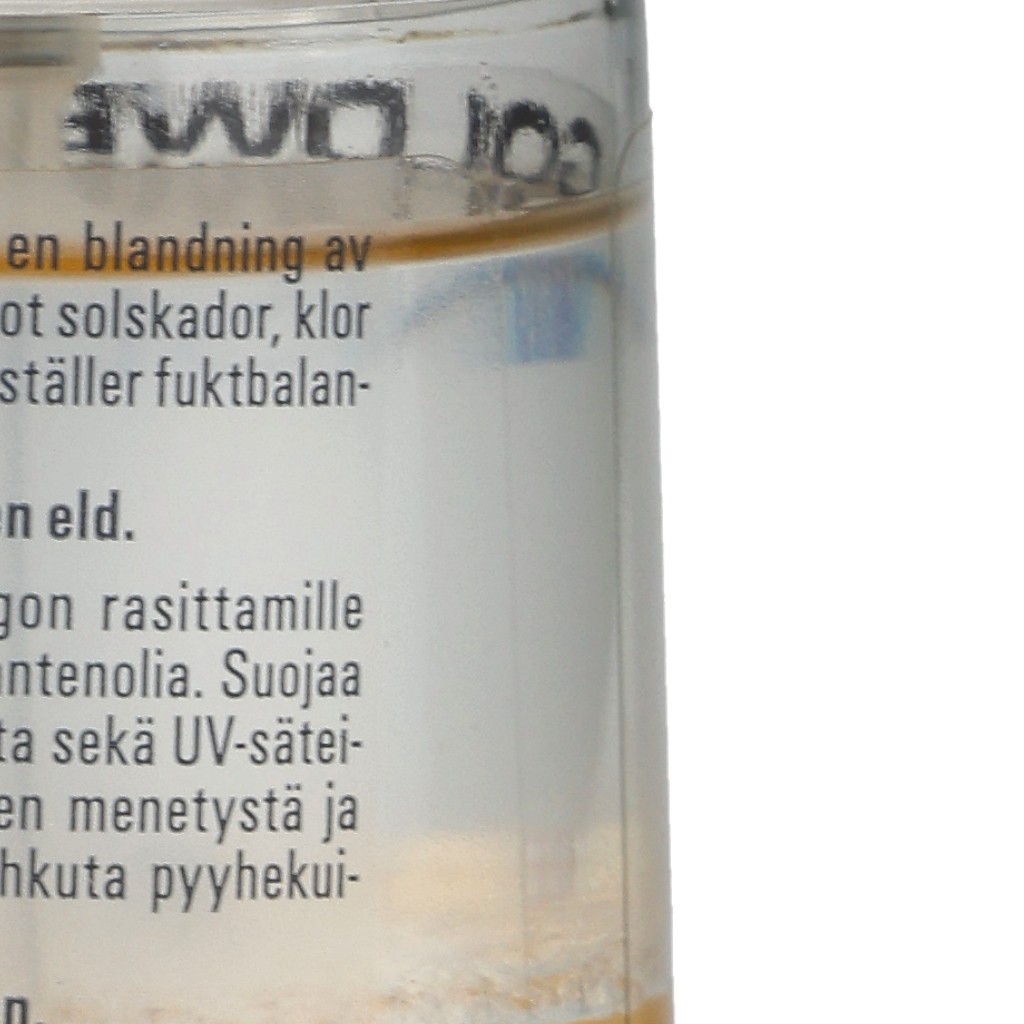 en blandning av
ot solskador, klor
ställer fuktbalan-
en eld.
gon rasittamille
antenolia. Suojaa
ta sekä UV-sätei-
en menetystä ja
hkuta pyyhekui-
n.